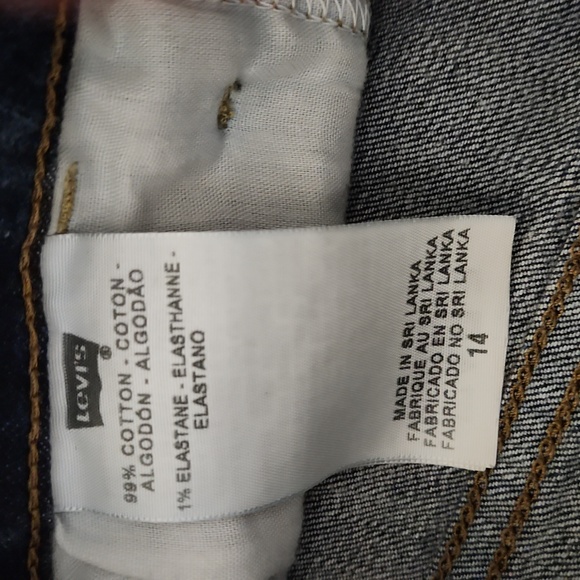 Levi's®
99% COTTON - COTON -
ALGODÓN - ALGODÃO
1% ELASTANE - ELASTHANNE -
ELASTANO
MADE IN SRI LANKA
FABRIQUE AU SRI LANKA
FABRICADO EN SRI LANKA
FABRICADO NO SRI LANKA
14